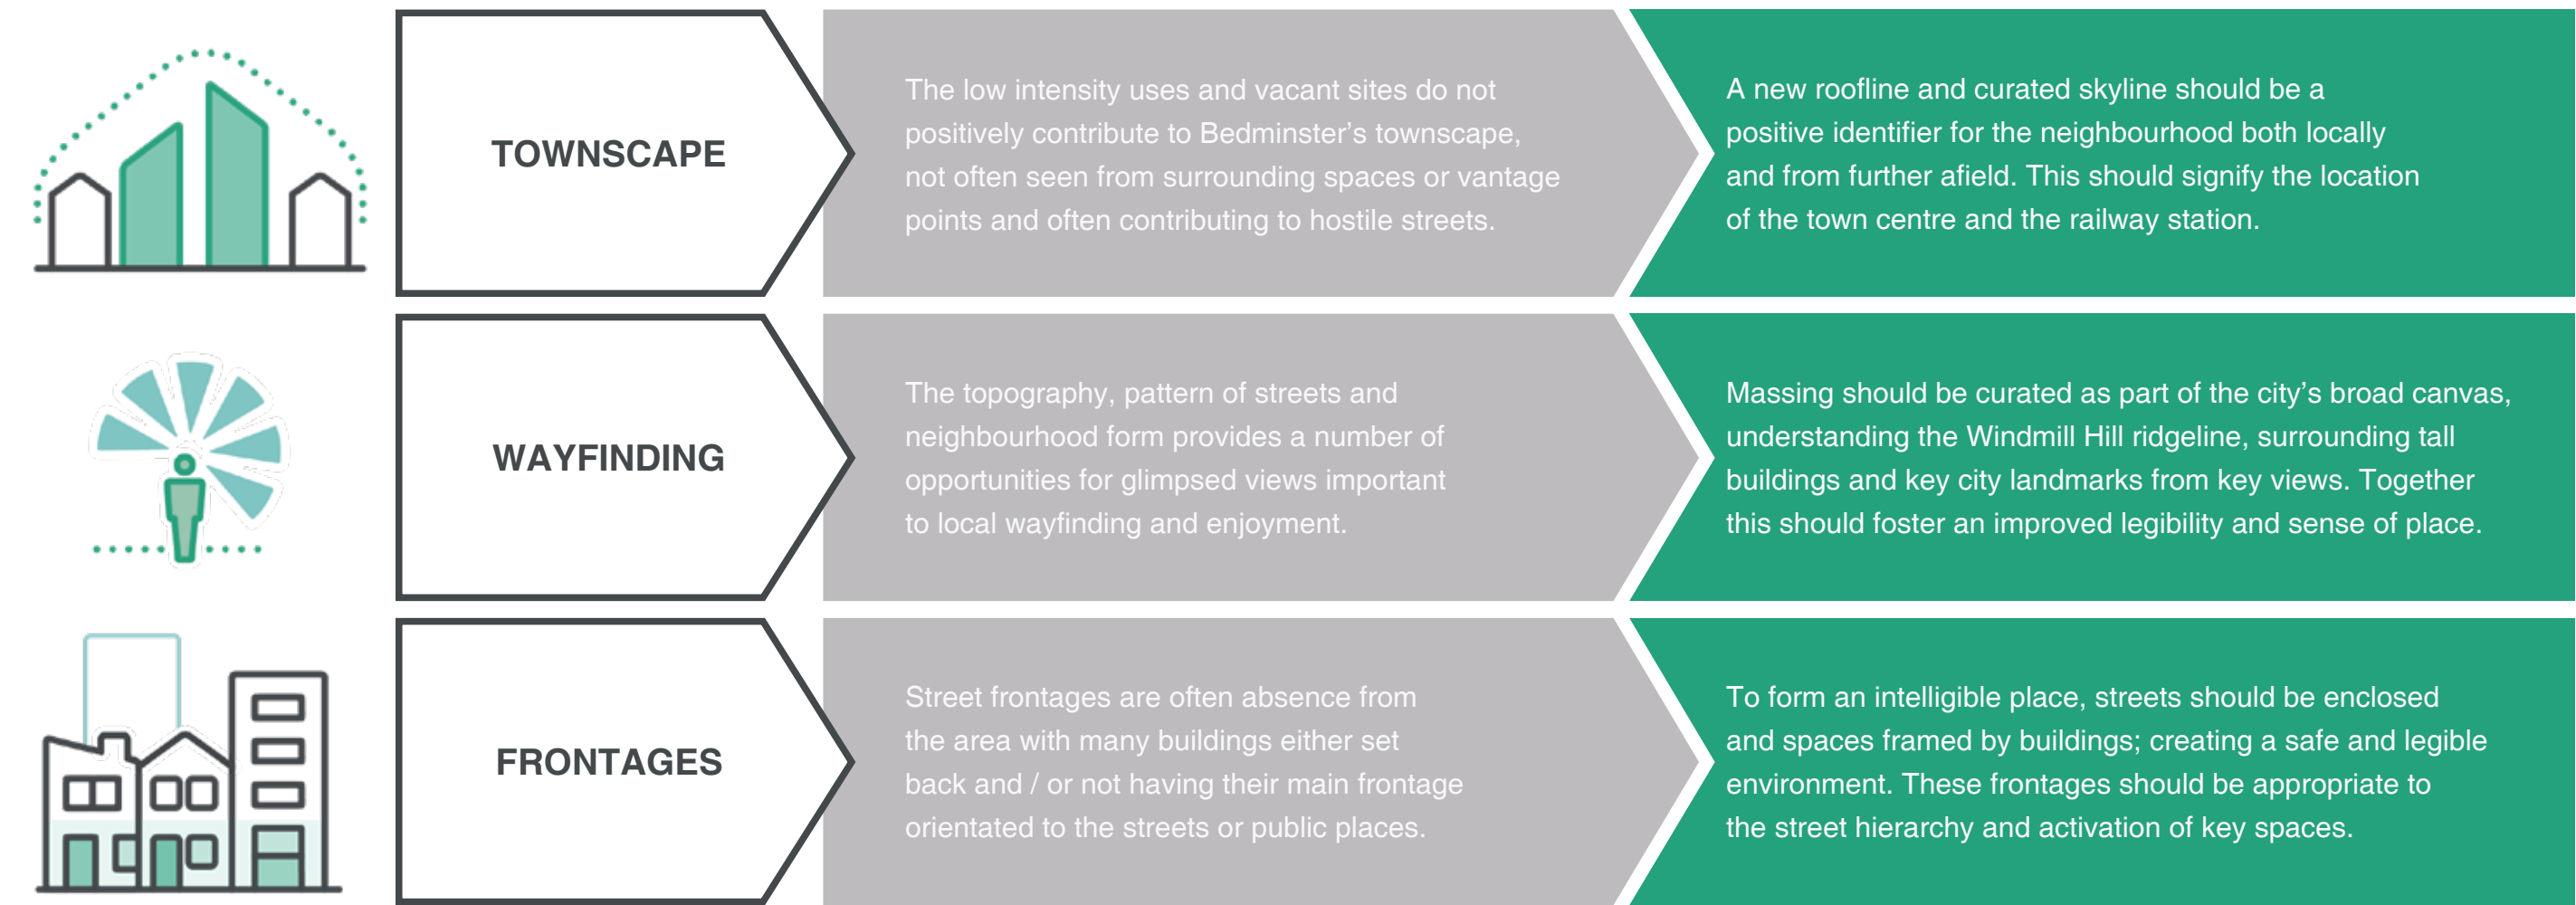 TOWNSCAPE
The low intensity uses and vacant sites do not
positively contribute to Bedminster’s townscape,
not often seen from surrounding spaces or vantage
points and often contributing to hostile streets.
A new roofline and curated skyline should be a
positive identifier for the neighbourhood both locally
and from further afield. This should signify the location
of the town centre and the railway station.
WAYFINDING
The topography, pattern of streets and
neighbourhood form provides a number of
opportunities for glimpsed views important
to local wayfinding and enjoyment.
Massing should be curated as part of the city’s broad canvas,
understanding the Windmill Hill ridgeline, surrounding tall
buildings and key city landmarks from key views. Together
this should foster an improved legibility and sense of place.
FRONTAGES
Street frontages are often absence from
the area with many buildings either set
back and / or not having their main frontage
orientated to the streets or public places.
To form an intelligible place, streets should be enclosed
and spaces framed by buildings; creating a safe and legible
environment. These frontages should be appropriate to
the street hierarchy and activation of key spaces.